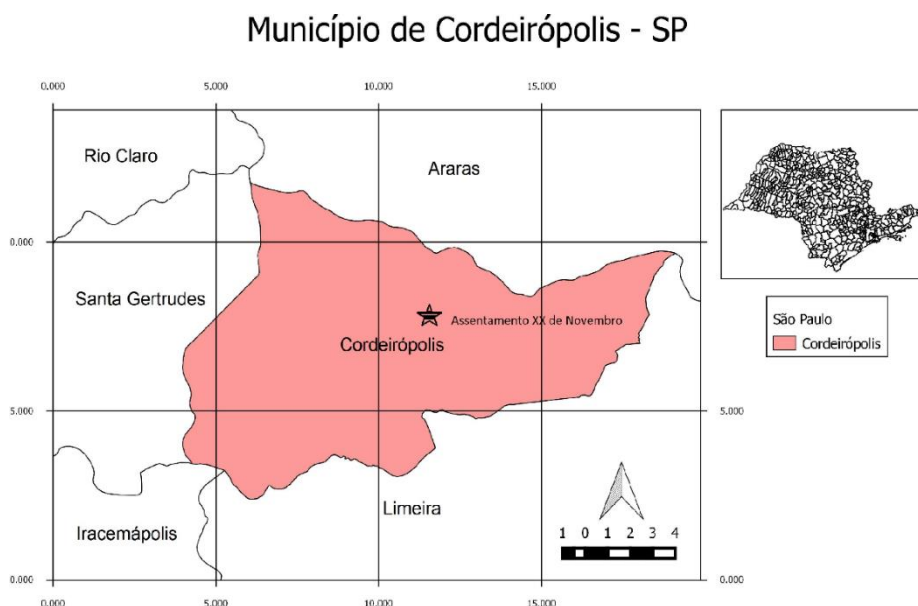 Município de Cordeirópolis - SP
0.000 5.000 10.000 15.000
Rio Claro
Araras
0.000 0.000
Santa Gertrudes
Assentamento XX de Novembro
Cordeirópolis
São Paulo
Cordeirópolis
5.000 5.000
Limeira
Iracemápolis
1 0 1 2 3 4
0.000 0.000
0.000 5.000 10.000 15.000